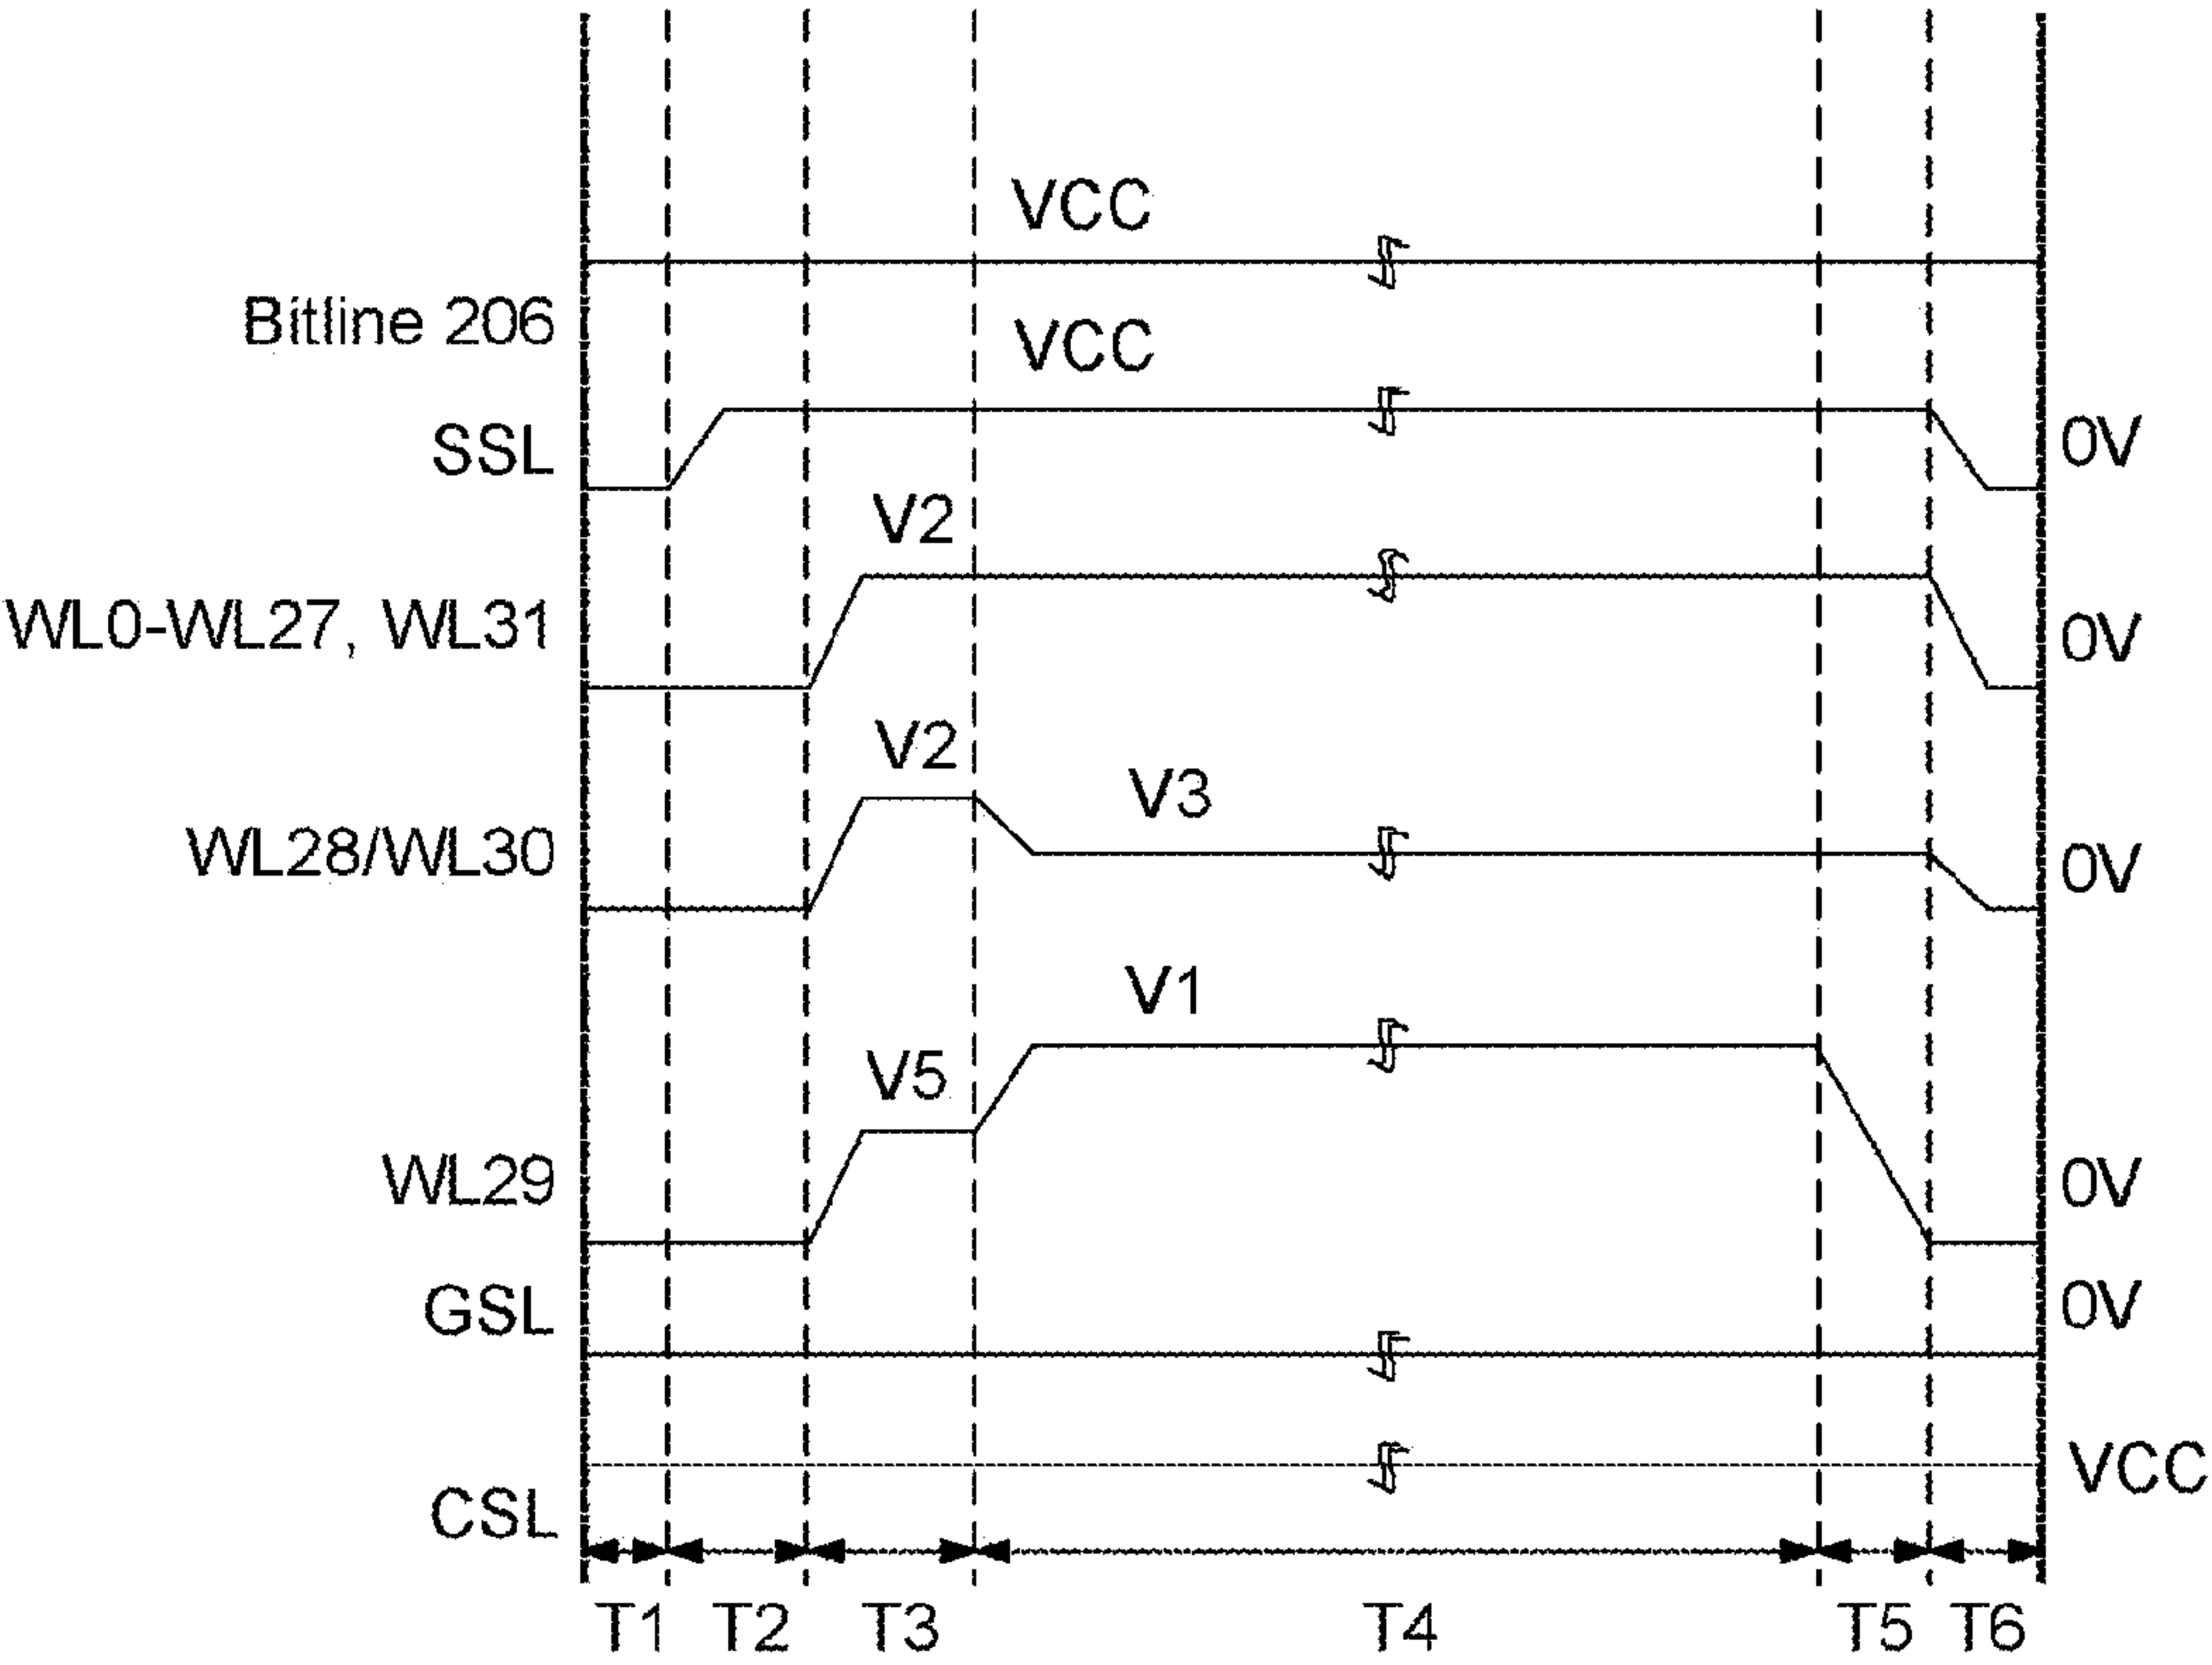 VCC
Bitline 206
VCC
SSL
0V
V2
WL0-WL27, WL31
0V
V2
V3
WL28/WL30
0V
V1
V5
WL29
0V
GSL
0V
CSL
VCC
T1 T2 T3 T4 T5 T6